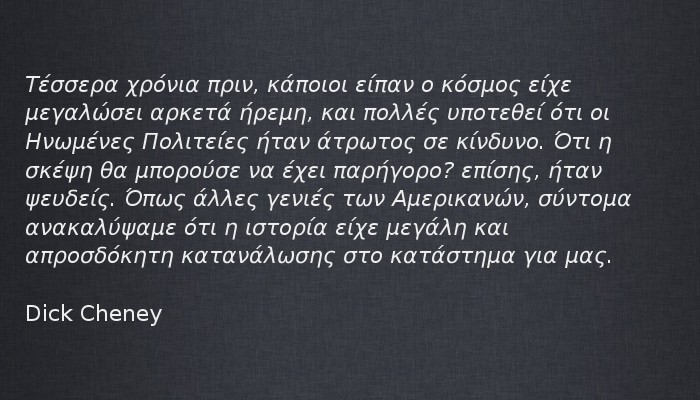 Τέσσερα χρόνια πριν, κάποιοι είπαν ο κόσμος είχε
μεγαλώσει αρκετά ήρεμη, και πολλές υποτεθεί ότι οι
Ηνωμένες Πολιτείες ήταν άτρωτος σε κίνδυνο. Ότι η
σκέψη θα μπορούσε να έχει παρήγορο? επίσης, ήταν
ψευδείς. Όπως άλλες γενιές των Αμερικανών, σύντομα
ανακαλύψαμε ότι η ιστορία είχε μεγάλη και
απροσδόκητη κατανάλωσης στο κατάστημα για μας.
Dick Cheney